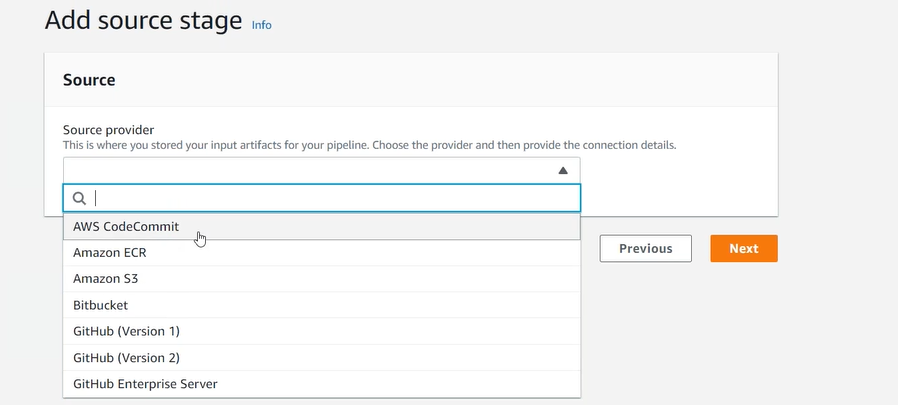 Add source stage Info
Source
Source provider
This is where you stored your input artifacts for your pipeline. Choose the provider and then provide the connection details.
AWS CodeCommit
Amazon ECR
Previous
Next
Amazon S3
Bitbucket
GitHub (Version 1)
GitHub (Version 2)
GitHub Enterprise Server